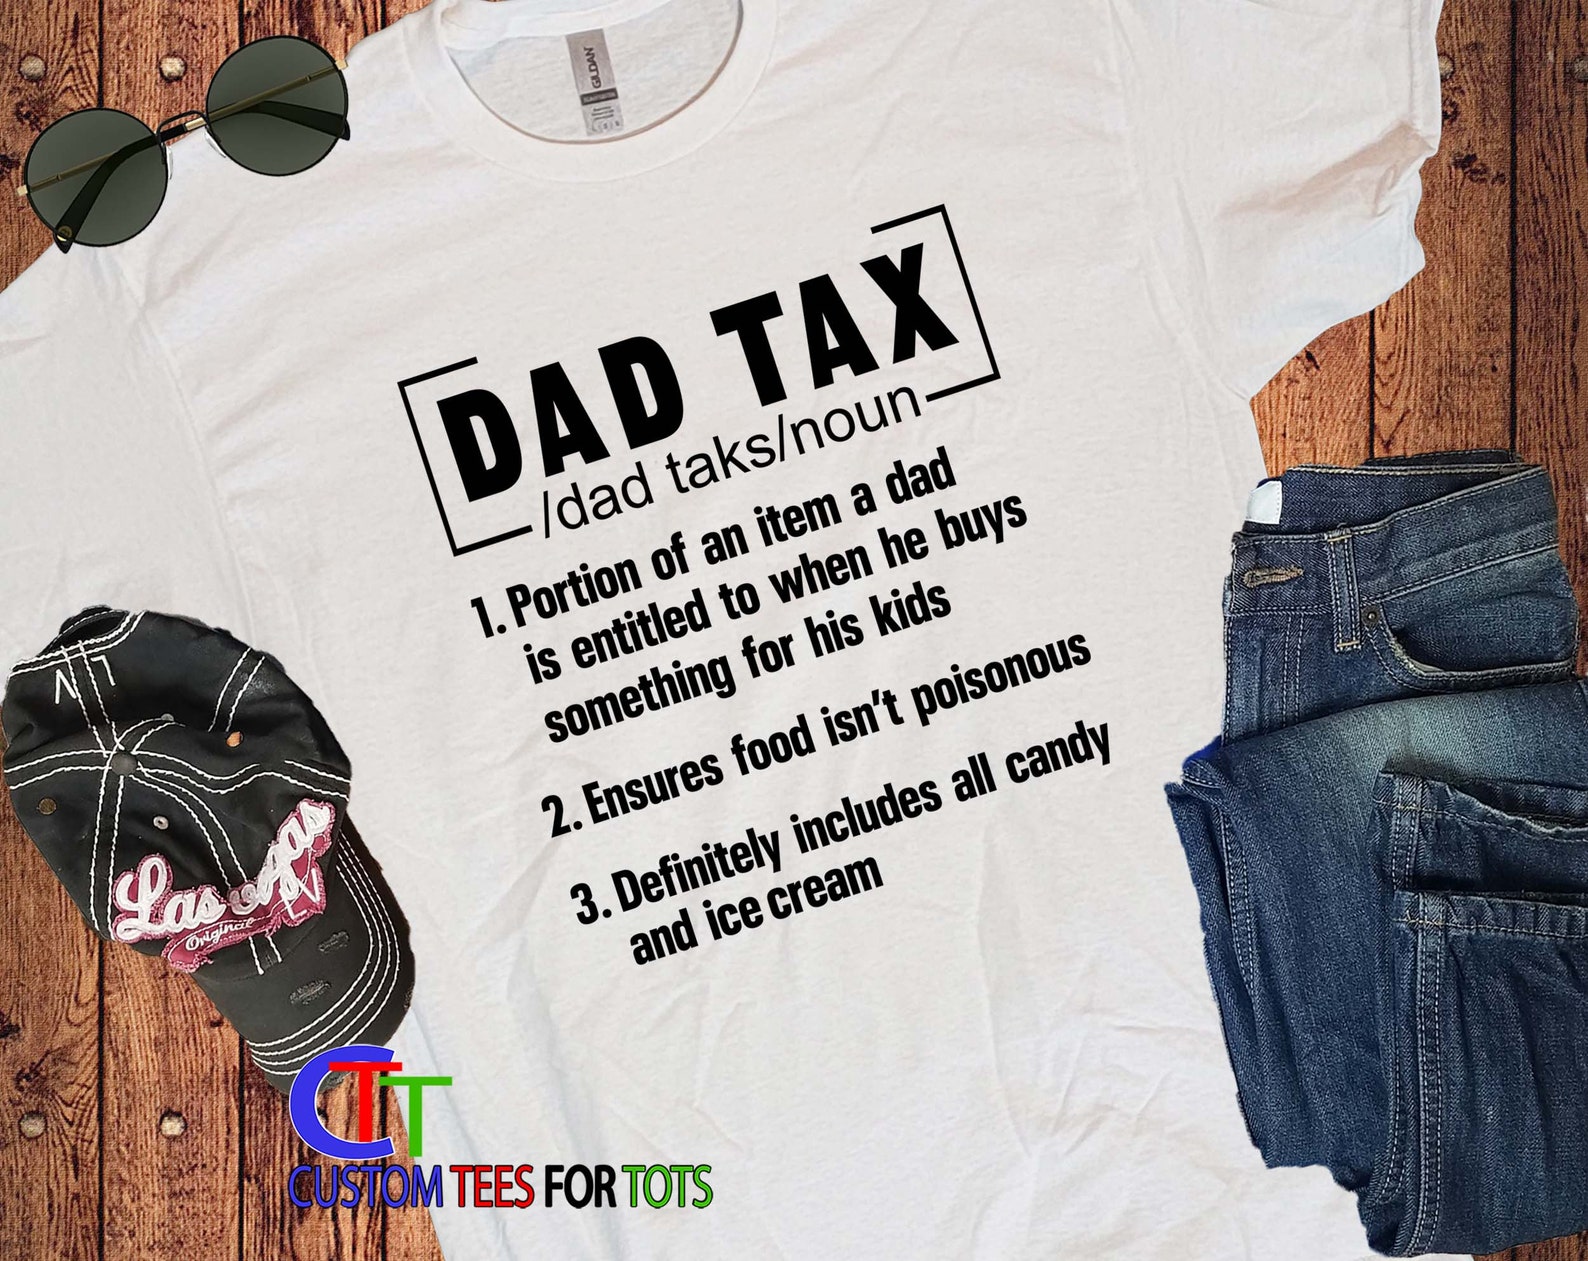 GILDAN
DAD TAX
/dad taks/noun
1. Portion of an item a dad
is entitled to when he buys
something for his kids
2. Ensures food isn't poisonous
3. Definitely includes all candy
and ice cream
Las Vegas
Original
CTT
CUSTOM TEES FOR TOTS